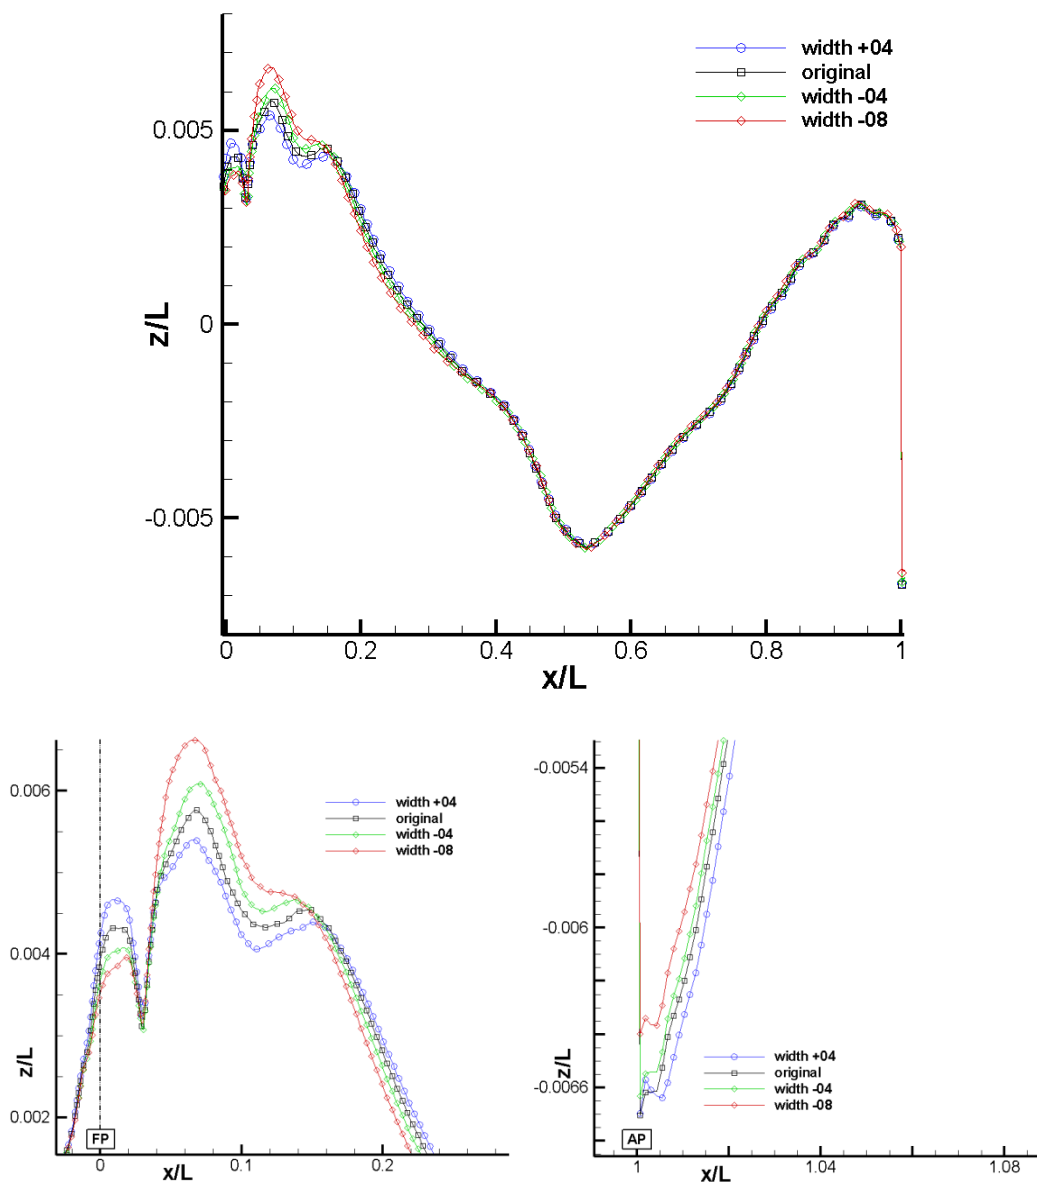 width +04
original
width -04
width -08
0.005
0
-0.005
z/L
0 0.2 0.4 0.6 0.8 1
x/L
0.006
0.004
0.002
z/L
width +04
original
width -04
width -08
FP
0 0.1 0.2
x/L
-0.0054
-0.006
-0.0066
z/L
width +04
original
width -04
width -08
AP
1 1.04 1.08
x/L